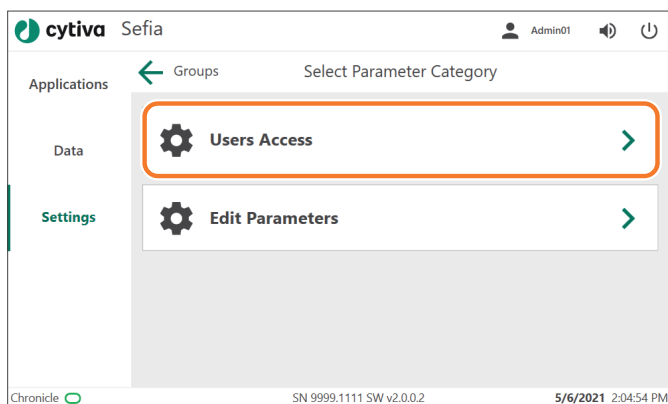 cytiva Sefia Admin01
Applications
Groups Select Parameter Category
Users Access
Data
Settings
Edit Parameters
Chronicle SN 9999.1111 SW v2.0.0.2 5/6/2021 2:04:54 PM